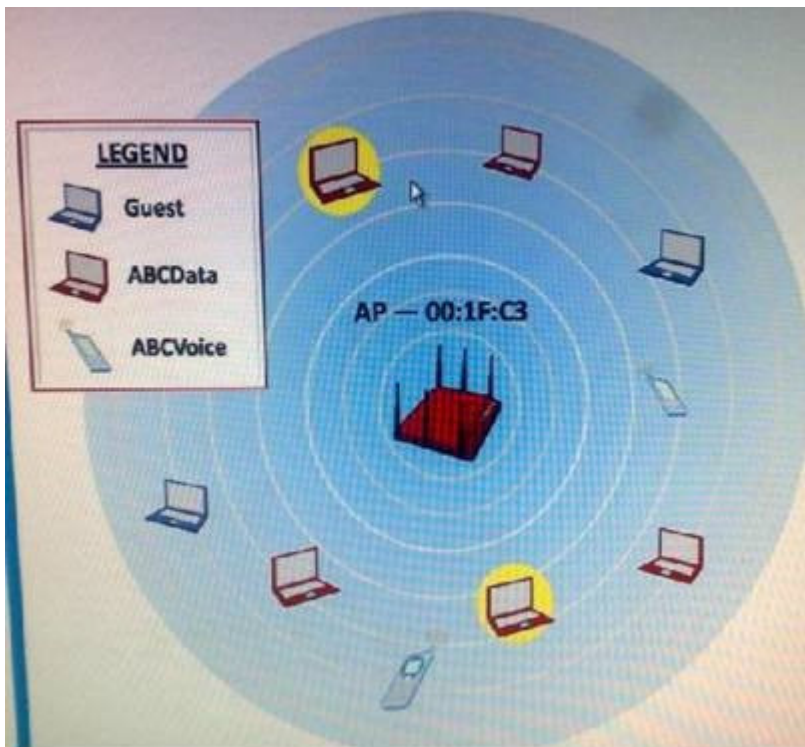 LEGEND
Guest
ABCData
ABCVoice
AP — 00:1F:C3